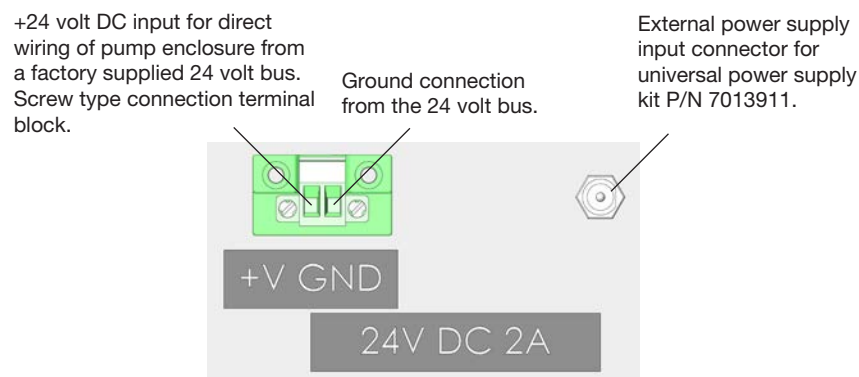 +24 volt DC input for direct
wiring of pump enclosure from
a factory supplied 24 volt bus.
Screw type connection terminal
block.
Ground connection
from the 24 volt bus.
External power supply
input connector for
universal power supply
kit P/N 7013911.
+V GND
24V DC 2A